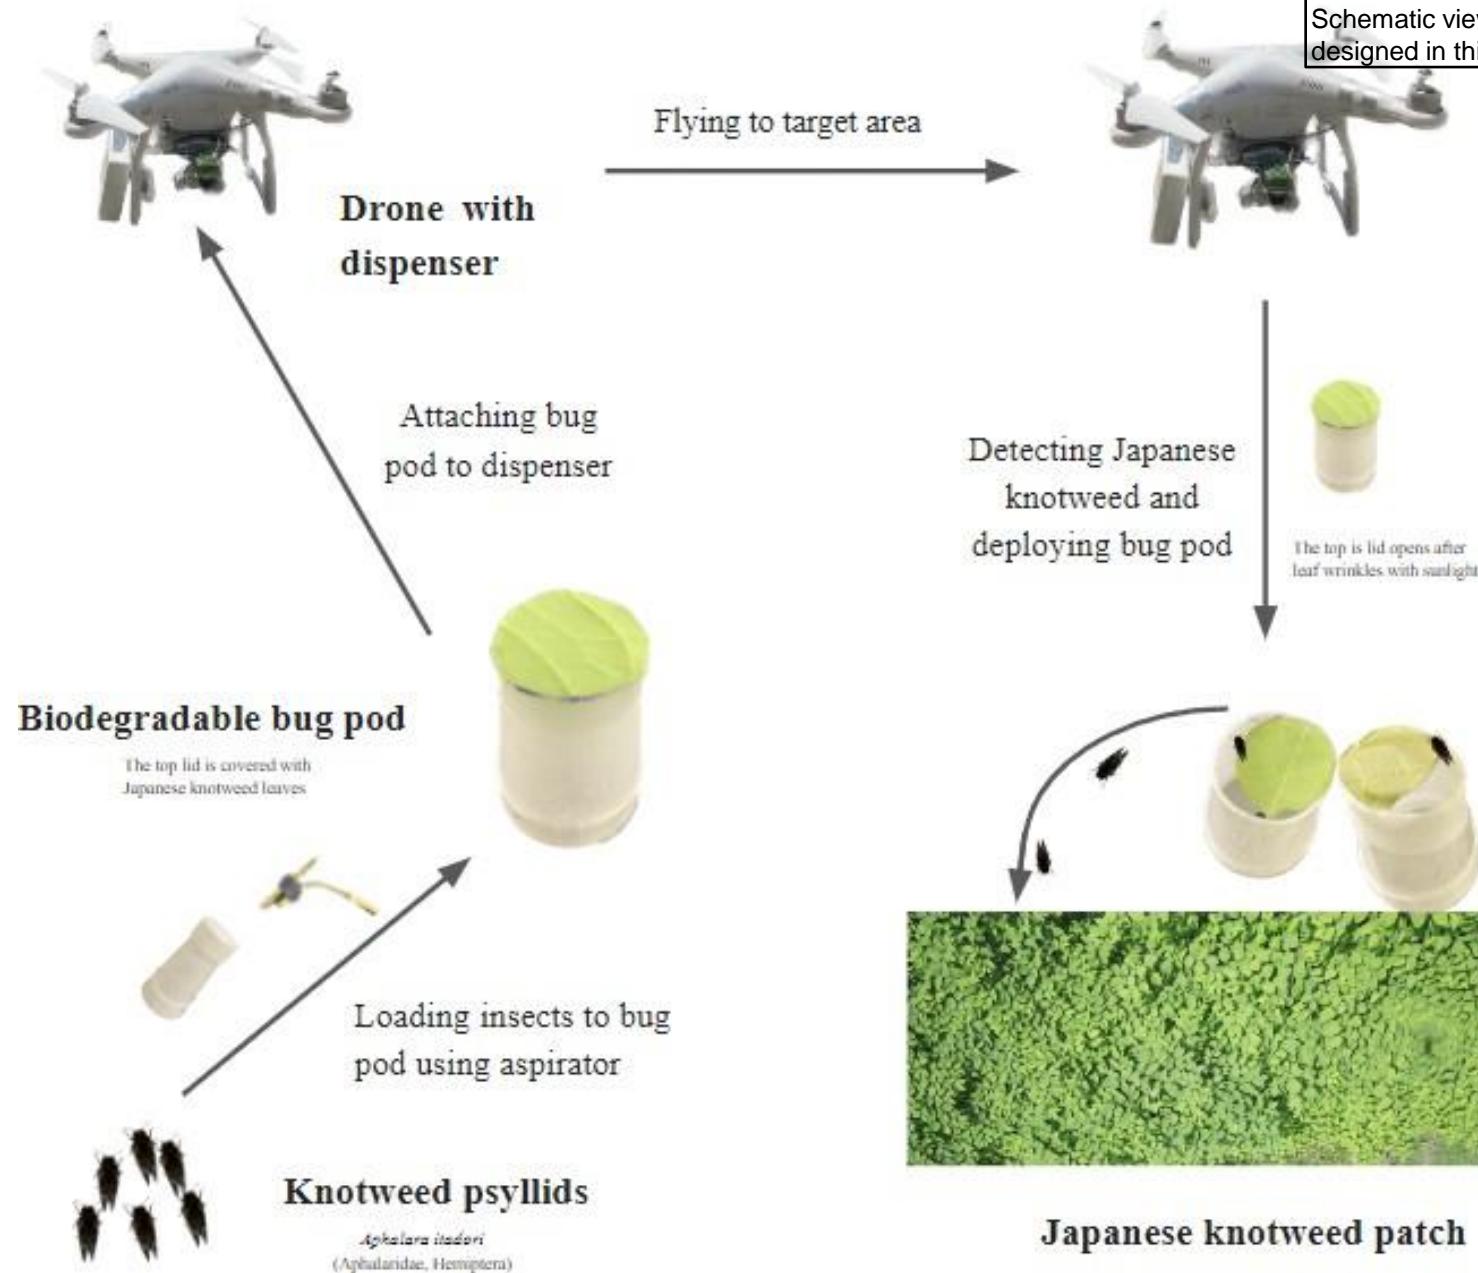 Schematic view
designed in thi
Flying to target area
Drone with
dispenser
Attaching bug
pod to dispenser
Detecting Japanese
knotweed and
deploying bug pod
The top is lid opens after
leaf wrinkles with sunlight
Biodegradable bug pod
The top lid is covered with
Japanese knotweed leaves
Loading insects to bug
pod using aspirator
Knotweed psyllids
Aphalara itadori
(Aphalaridae, Hemiptera)
Japanese knotweed patch